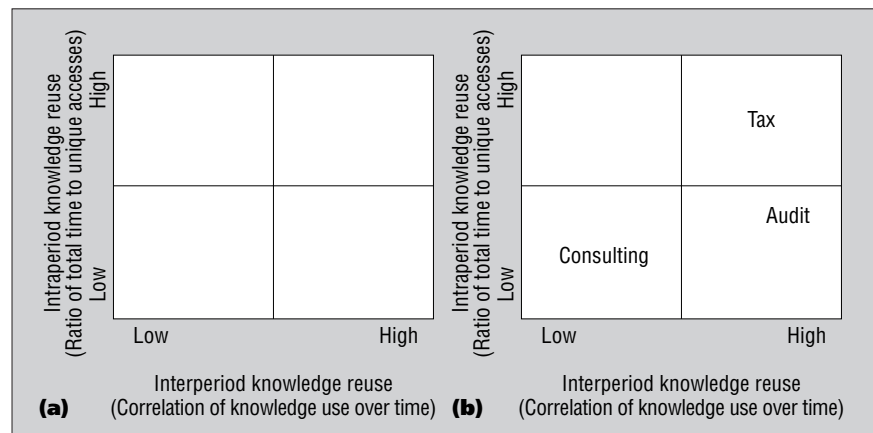 Intraperiod knowledge reuse
(Ratio of total time to unique accesses)
High
Low
Low
High
Interperiod knowledge reuse
(Correlation of knowledge use over time)
(a)
Intraperiod knowledge reuse
(Ratio of total time to unique accesses)
High
Low
Tax
Audit
Consulting
Low
High
Interperiod knowledge reuse
(Correlation of knowledge use over time)
(b)